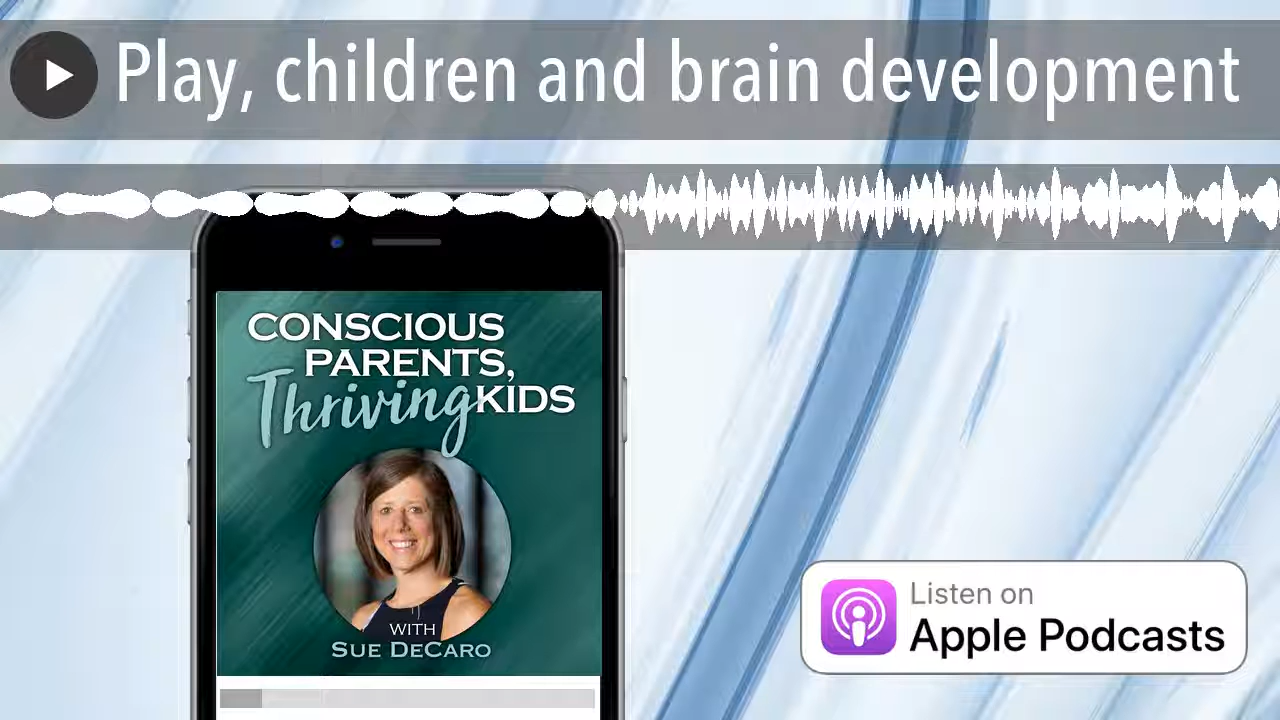 Play, children and brain development
CONSCIOUS
PARENTS,
Thriving KIDS
WITH
SUE DECARO
Listen on
Apple Podcasts